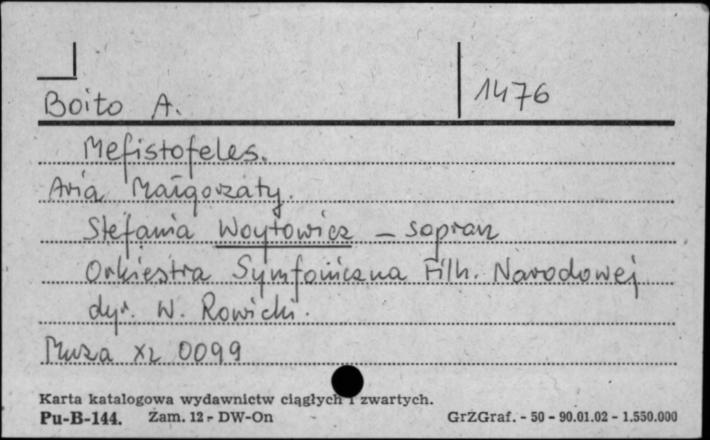 Boito A.
1476
Mefistofeles.
Aria Małgorzaty.
Stefania Woytowicz – sopran
Orkiestra Symfoniczna Filh. Narodowej
dyr. W. Rowicki.
Muza XL 0099
Karta katalogowa wydawnictw ciągłych i zwartych.
Pu-B-144. Zam. 12 - DW-On GrZGraf. - 50 - 90.01.02 - 1.550.000